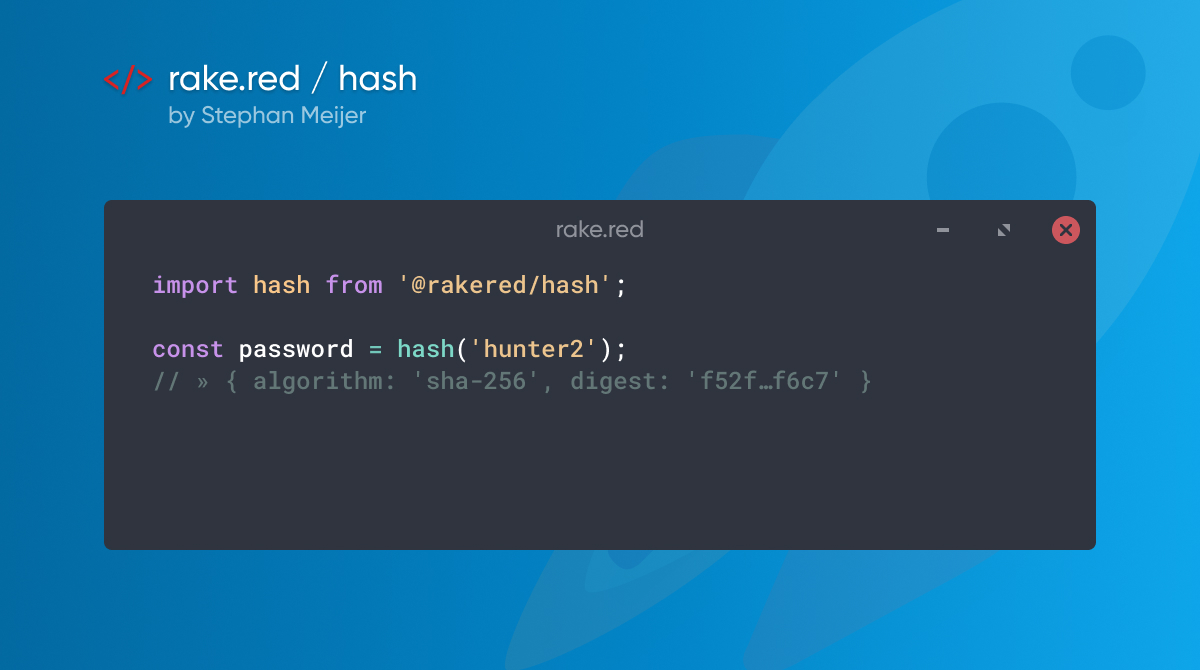 </> rake.red / hash
by Stephan Meijer
rake.red
import hash from '@rakered/hash';
const password = hash('hunter2');
// » { algorithm: 'sha-256', digest: 'f52f…f6c7' }